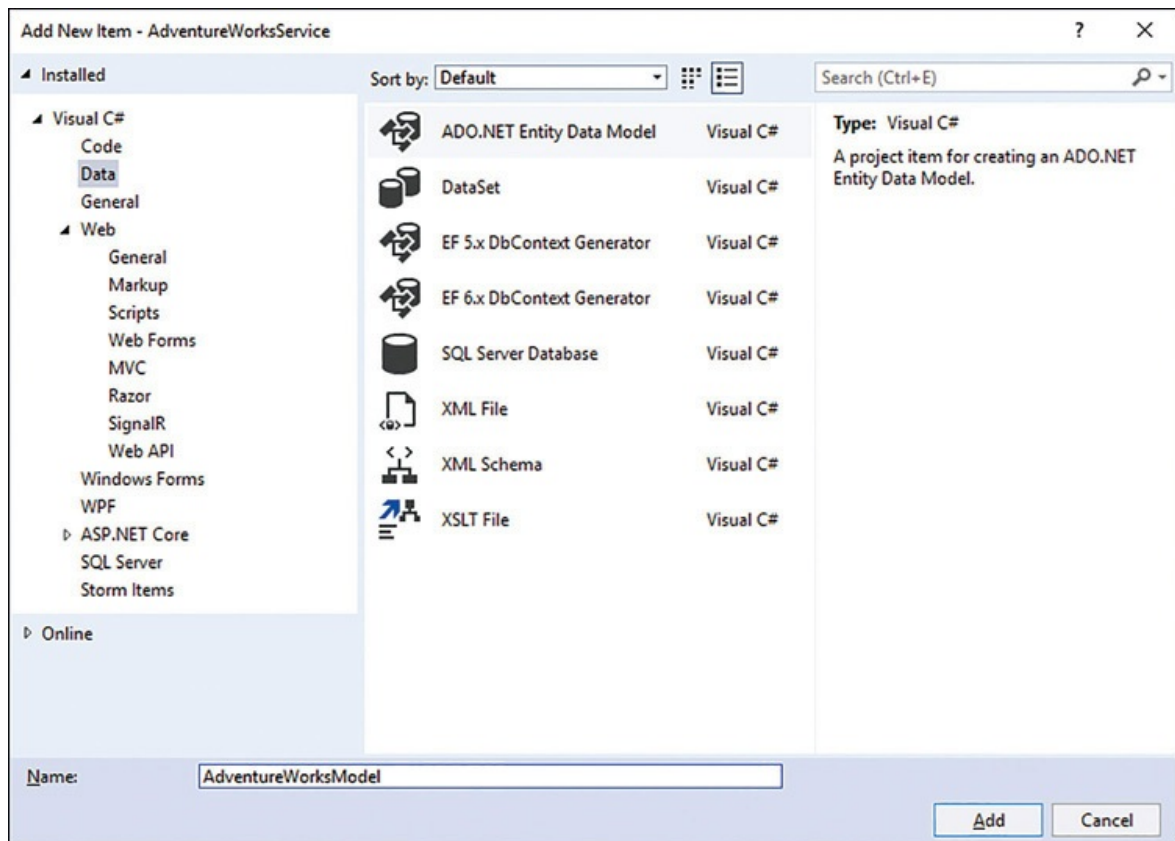 Add New Item - AdventureWorksService
?
Installed
Visual C#
Code
Data
General
Web
General
Markup
Scripts
Web Forms
MVC
Razor
SignalR
Web API
Windows Forms
WPF
ASP.NET Core
SQL Server
Storm Items
Online
Sort by: Default
ADO.NET Entity Data Model Visual C#
DataSet Visual C#
EF 5.x DbContext Generator Visual C#
EF 6.x DbContext Generator Visual C#
SQL Server Database Visual C#
XML File Visual C#
XML Schema Visual C#
XSLT File Visual C#
Search (Ctrl+E)
Type: Visual C#
A project item for creating an ADO.NET
Entity Data Model.
Name: AdventureWorksModel
Add Cancel